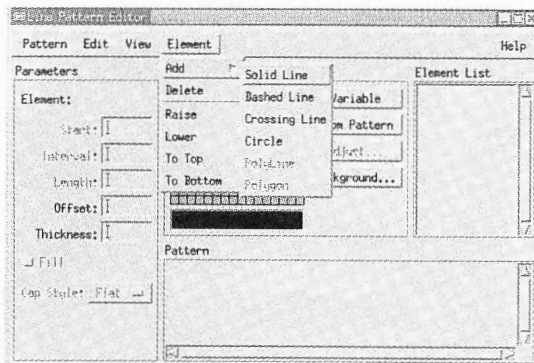 Line Pattern Editor
Pattern Edit View Element Help
Parameters
Element:
Start:
Interval:
Length:
Offset:
Thickness:
Fill
Cap Style: Flat
Add
Delete
Raise
Lower
To Top
To Bottom
Solid Line
Dashed Line
Crossing Line
Circle
PolyLine
Polygon
Variable
om Pattern
djust...
kground...
Element List
Pattern